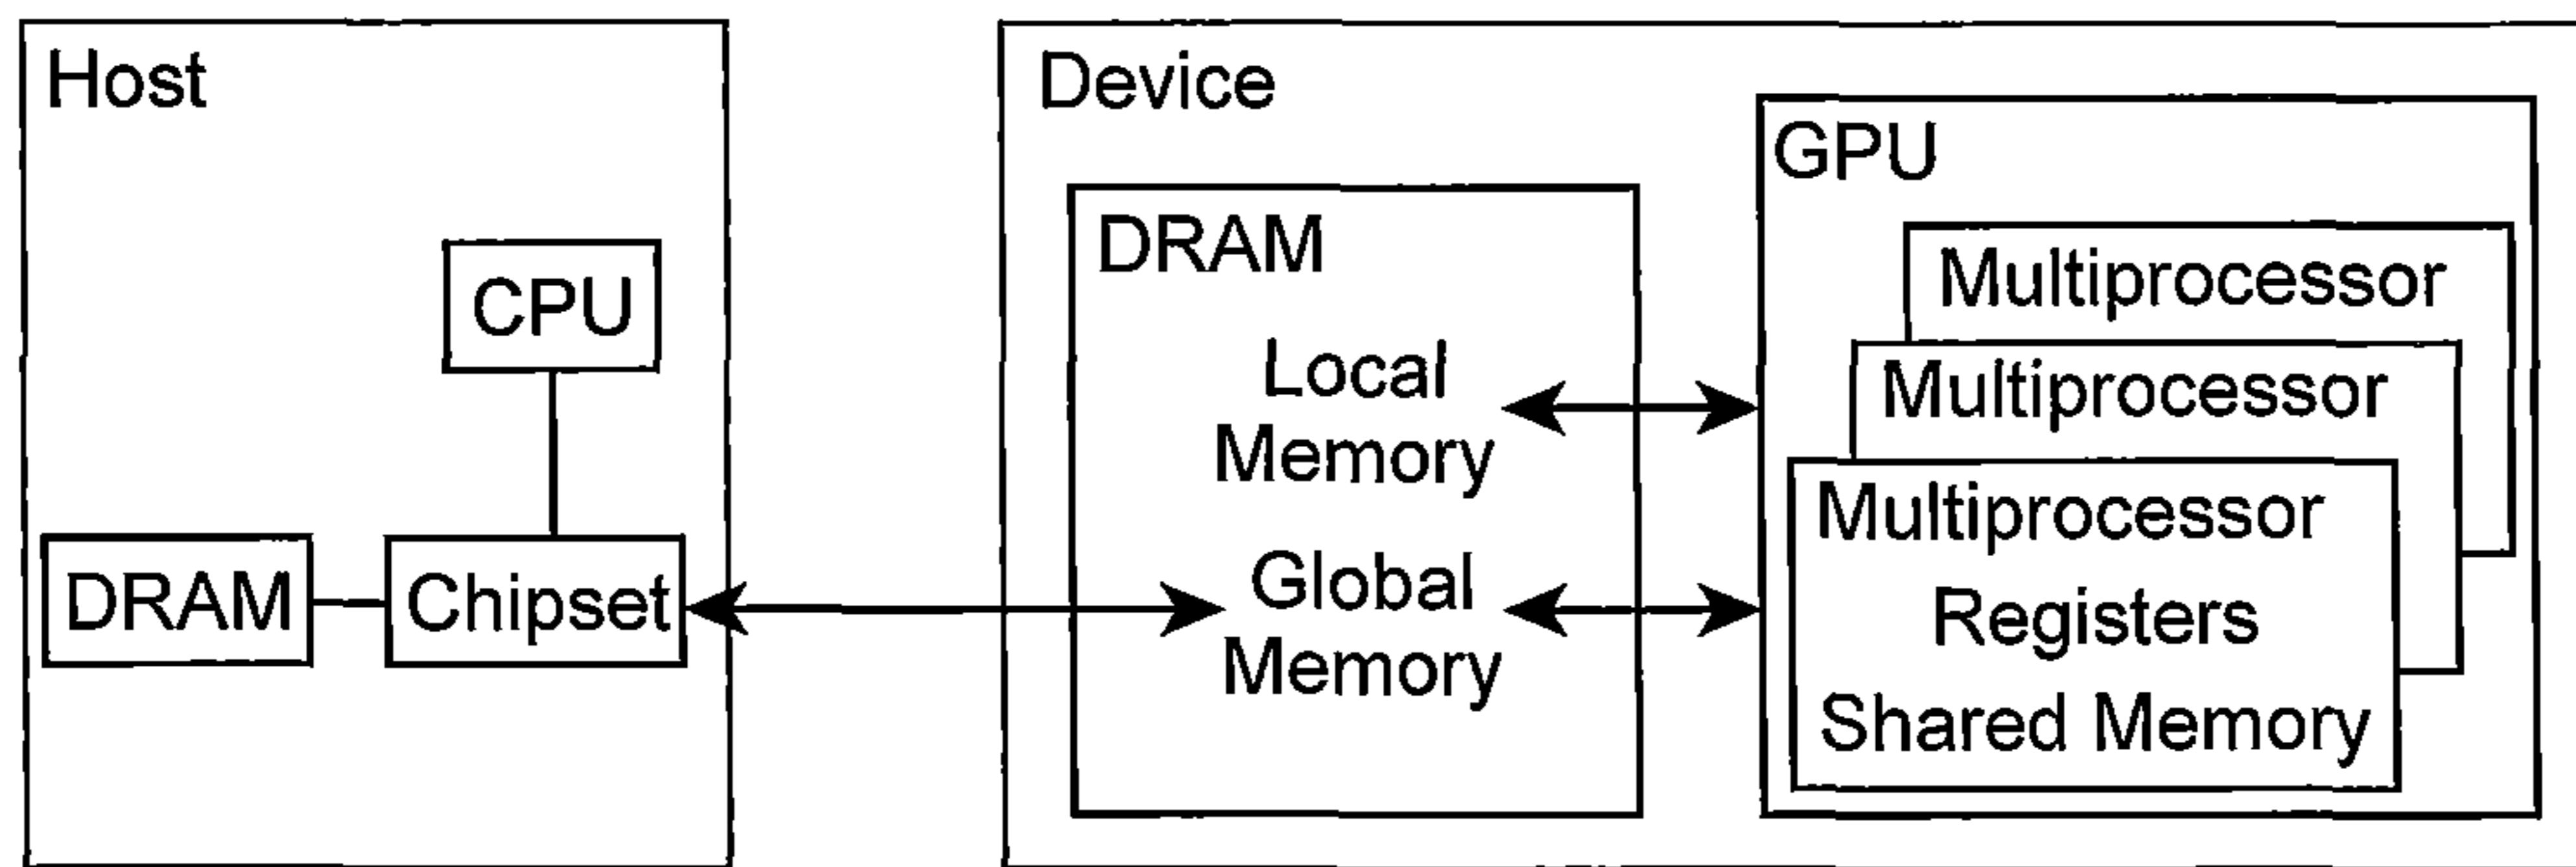 Host
CPU
DRAM
Chipset
Device
DRAM
Local
Memory
Global
Memory
GPU
Multiprocessor
Multiprocessor
Multiprocessor
Registers
Shared Memory